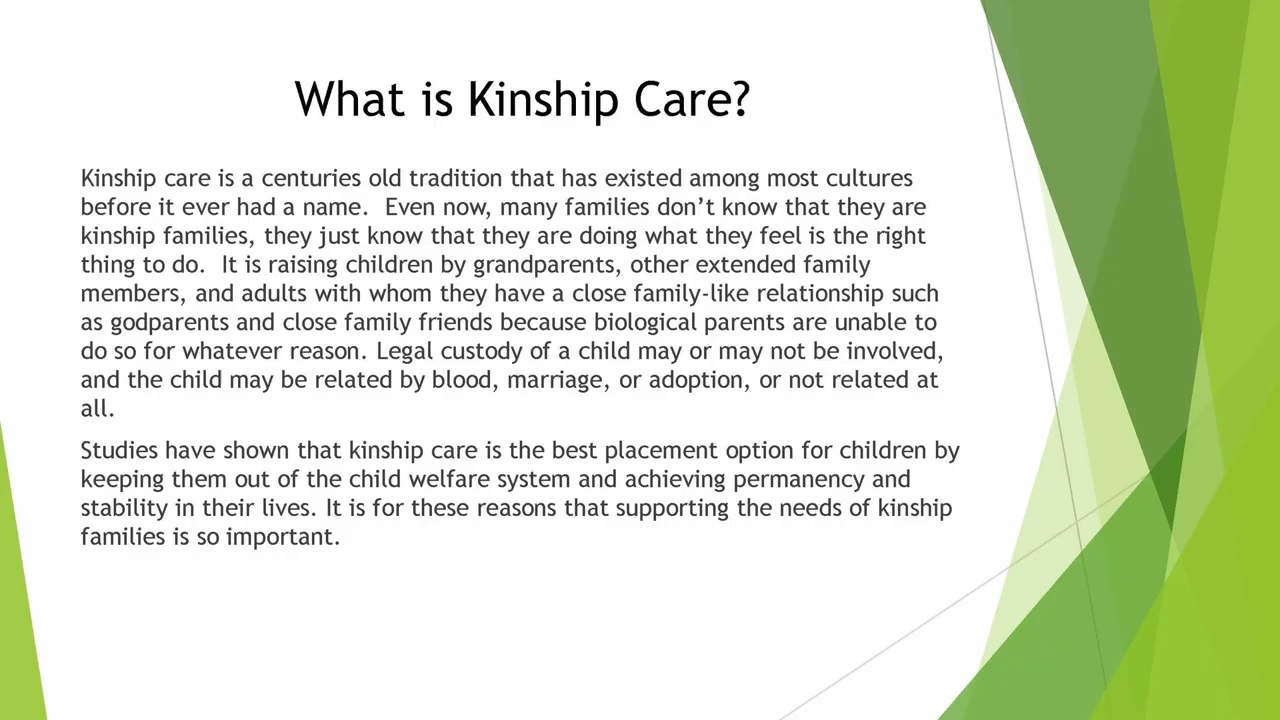 What is Kinship Care?
Kinship care is a centuries old tradition that has existed among most cultures
before it ever had a name.  Even now, many families don’t know that they are
kinship families, they just know that they are doing what they feel is the right
thing to do.  It is raising children by grandparents, other extended family
members, and adults with whom they have a close family-like relationship such
as godparents and close family friends because biological parents are unable to
do so for whatever reason. Legal custody of a child may or may not be involved,
and the child may be related by blood, marriage, or adoption, or not related at
all.
Studies have shown that kinship care is the best placement option for children by
keeping them out of the child welfare system and achieving permanency and
stability in their lives. It is for these reasons that supporting the needs of kinship
families is so important.